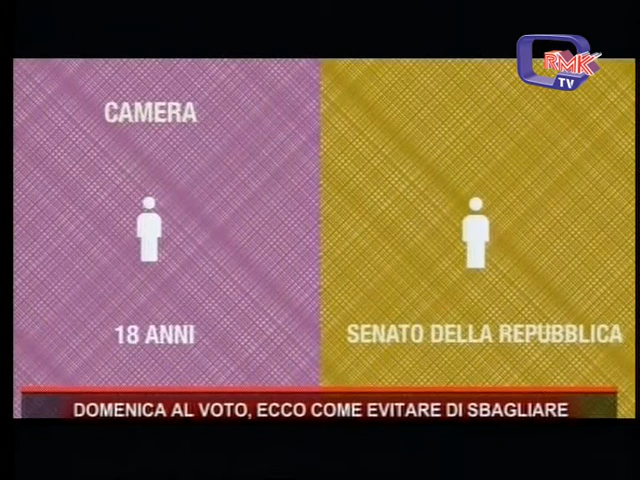 RMK
TV
CAMERA
18 ANNI
SENATO DELLA REPUBBLICA
DOMENICA AL VOTO, ECCO COME EVITARE DI SBAGLIARE